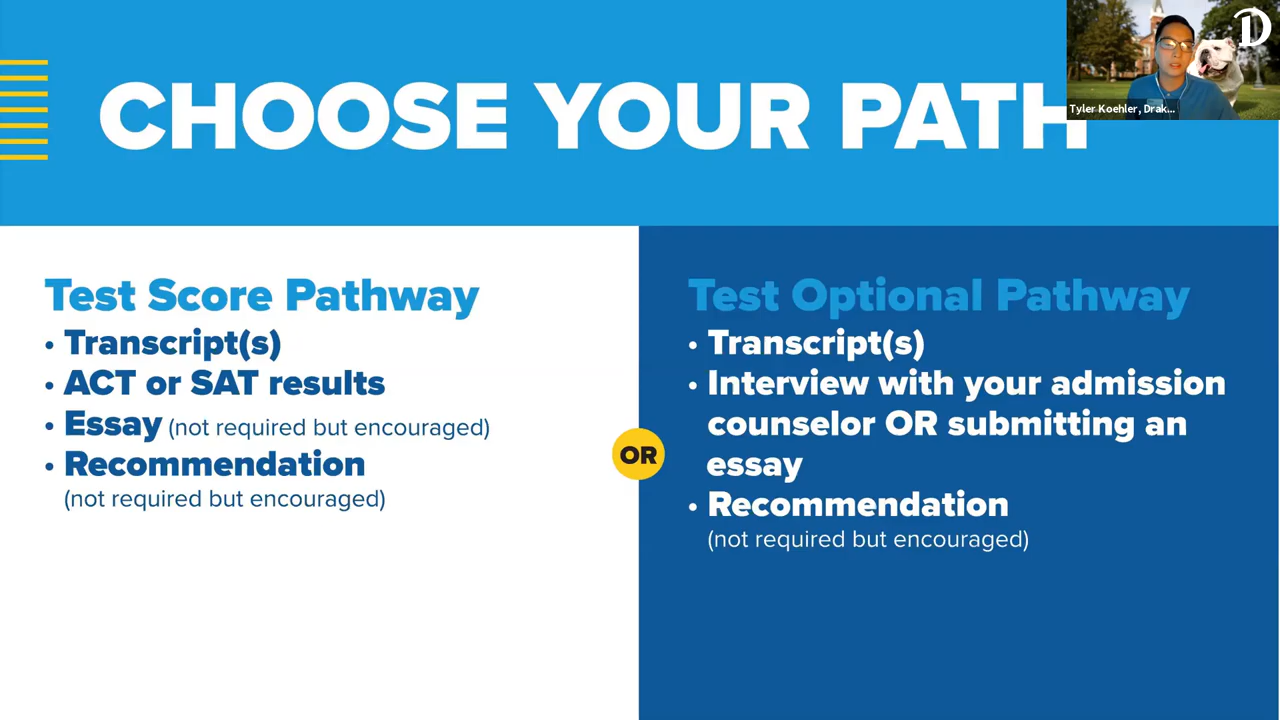 CHOOSE YOUR PATH
Tyler Koehler, Drak...
Test Score Pathway
• Transcript(s)
• ACT or SAT results
• Essay (not required but encouraged)
• Recommendation
(not required but encouraged)
OR
Test Optional Pathway
• Transcript(s)
• Interview with your admission
counselor OR submitting an
essay
• Recommendation
(not required but encouraged)
D